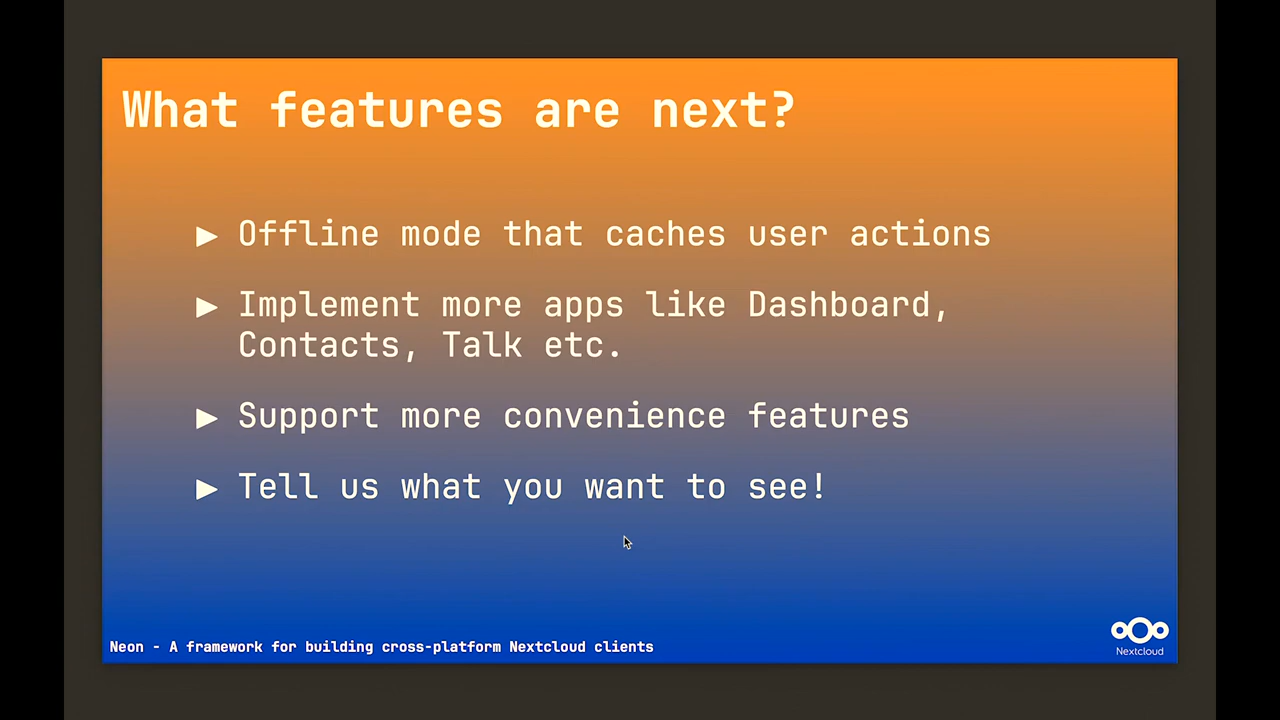 What features are next?
▶ Offline mode that caches user actions
▶ Implement more apps like Dashboard,
Contacts, Talk etc.
▶ Support more convenience features
▶ Tell us what you want to see!
Neon - A framework for building cross-platform Nextcloud clients
Nextcloud